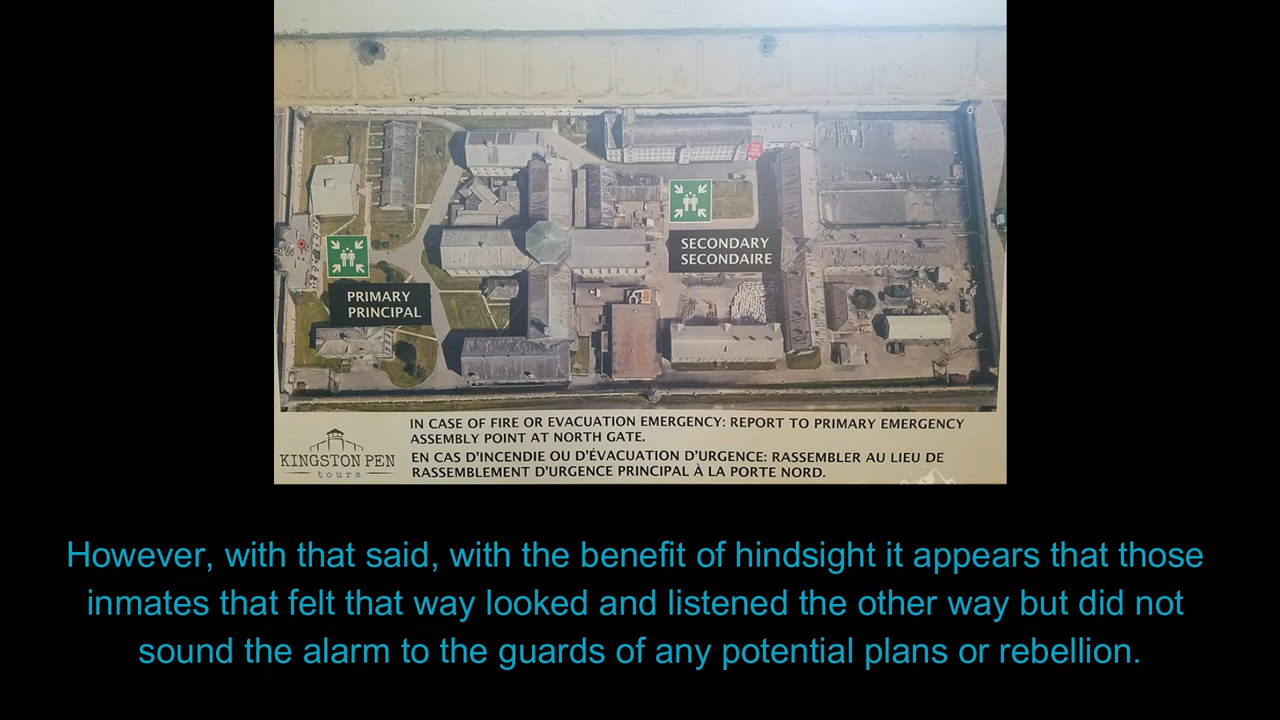 PRIMARY
PRINCIPAL
SECONDARY
SECONDAIRE
IN CASE OF FIRE OR EVACUATION EMERGENCY: REPORT TO PRIMARY EMERGENCY
ASSEMBLY POINT AT NORTH GATE.
EN CAS D'INCENDIE OU D'ÉVACUATION D'URGENCE: RASSEMBLER AU LIEU DE
RASSEMBLEMENT D'URGENCE PRINCIPAL À LA PORTE NORD.
KINGSTON PEN
tours
However, with that said, with the benefit of hindsight it appears that those
inmates that felt that way looked and listened the other way but did not
sound the alarm to the guards of any potential plans or rebellion.